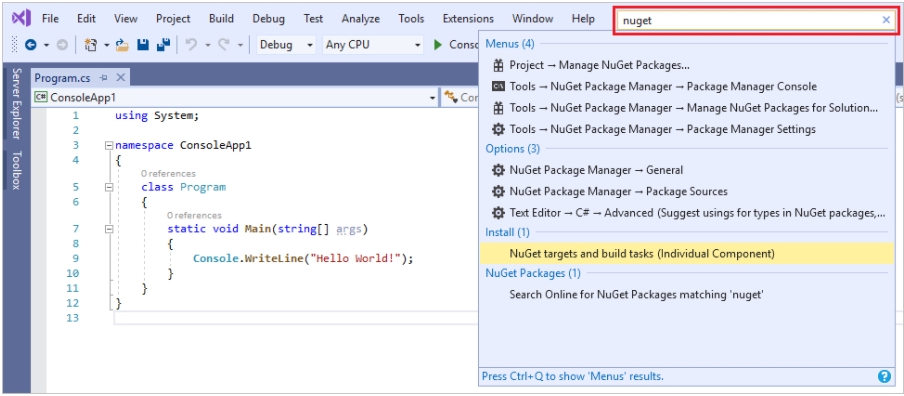 File Edit View Project Build Debug Test Analyze Tools Extensions Window Help nuget
Debug Any CPU Conso
Menus (4)
Project → Manage NuGet Packages...
Tools → NuGet Package Manager → Package Manager Console
Tools → NuGet Package Manager → Manage NuGet Packages for Solution...
Tools → NuGet Package Manager → Package Manager Settings
Options (3)
NuGet Package Manager → General
NuGet Package Manager → Package Sources
Text Editor → C# → Advanced (Suggest usings for types in NuGet packages,...
Install (1)
NuGet targets and build tasks (Individual Component)
NuGet Packages (1)
Search Online for NuGet Packages matching 'nuget'
Press Ctrl+Q to show 'Menus' results.
Server Explorer
Toolbox
Program.cs
C# ConsoleApp1 Con
1 using System;
2
3 namespace ConsoleApp1
4 {
0 references
5 class Program
6 {
0 references
7 static void Main(string[] args)
8 {
9 Console.WriteLine("Hello World!");
10 }
11 }
12 }
13